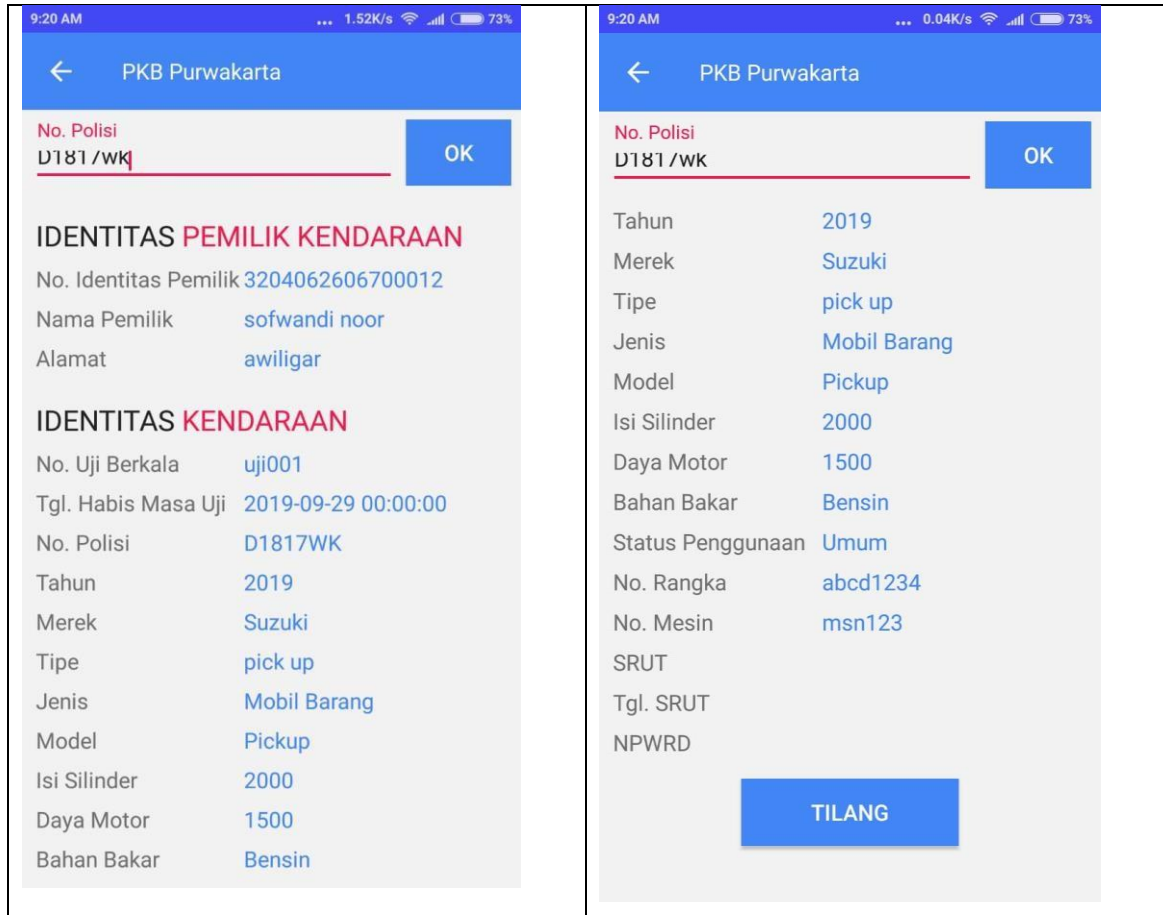 9:20 AM ... 1.52K/s 73%
PKB Purwakarta
No. Polisi
D1817wk
OK
IDENTITAS PEMILIK KENDARAAN
No. Identitas Pemilik 3204062606700012
Nama Pemilik sofwandi noor
Alamat awiligar
IDENTITAS KENDARAAN
No. Uji Berkala uji001
Tgl. Habis Masa Uji 2019-09-29 00:00:00
No. Polisi D1817WK
Tahun 2019
Merek Suzuki
Tipe pick up
Jenis Mobil Barang
Model Pickup
Isi Silinder 2000
Daya Motor 1500
Bahan Bakar Bensin
9:20 AM ... 0.04K/s 73%
PKB Purwakarta
No. Polisi
D1817wk
OK
Tahun 2019
Merek Suzuki
Tipe pick up
Jenis Mobil Barang
Model Pickup
Isi Silinder 2000
Daya Motor 1500
Bahan Bakar Bensin
Status Penggunaan Umum
No. Rangka abcd1234
No. Mesin msn123
SRUT
Tgl. SRUT
NPWRD
TILANG